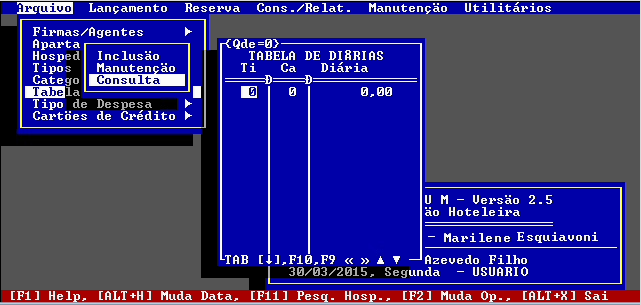 Arquivo Lançamento Reserva Cons./Relat. Manutenção Utilitários
Firmas/Agentes
Aparta
Hosped
Tipos
Catego
Tabela
Tipo de Despesa
Cartões de Crédito
Inclusão
Manutenção
Consulta
{Qde=0}
TABELA DE DIÁRIAS
Ti Ca Diária
0 0 0,00
TAB [↓],F10,F9 « » ▲ ▼
U M - Versão 2.5
ão Hoteleira
- Marilene Esquiavoni
Azevedo Filho
30/03/2015, Segunda - USUARIO
[F1] Help, [ALT+H] Muda Data, [F11] Pesq. Hosp., [F2] Muda Op., [ALT+X] Sai